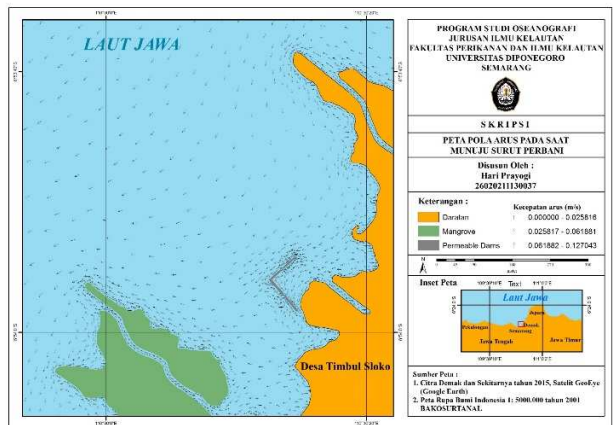 LAUT JAWA
Desa Timbul Sloko
PROGRAM STUDI OSEANOGRAFI
JURUSAN ILMU KELAUTAN
FAKULTAS PERIKANAN DAN ILMU KELAUTAN
UNIVERSITAS DIPONEGORO
SEMARANG
S K R I P S I
PETA POLA ARUS PADA SAAT
MUNUJU SURUT PERBANI
Disusun Oleh :
Hari Prayogi
26020211130037
Keterangan :
Kecepatan arus (m/s)
Daratan
0.000000 - 0.025816
Mangrove
0.025817 - 0.061881
Permeable Dams
0.061882 - 0.127043
N
Inset Peta
Text
Laut Jawa
Jepara
Pekalongan
Demak
Semarang
Jawa Tengah
Jawa Timur
Sumber Peta :
1. Citra Demak dan Sekitarnya tahun 2015, Satelit GeoEye
(Google Earth)
2. Peta Rupa Bumi Indonesia 1: 5000.000 tahun 2001
BAKOSURTANAL